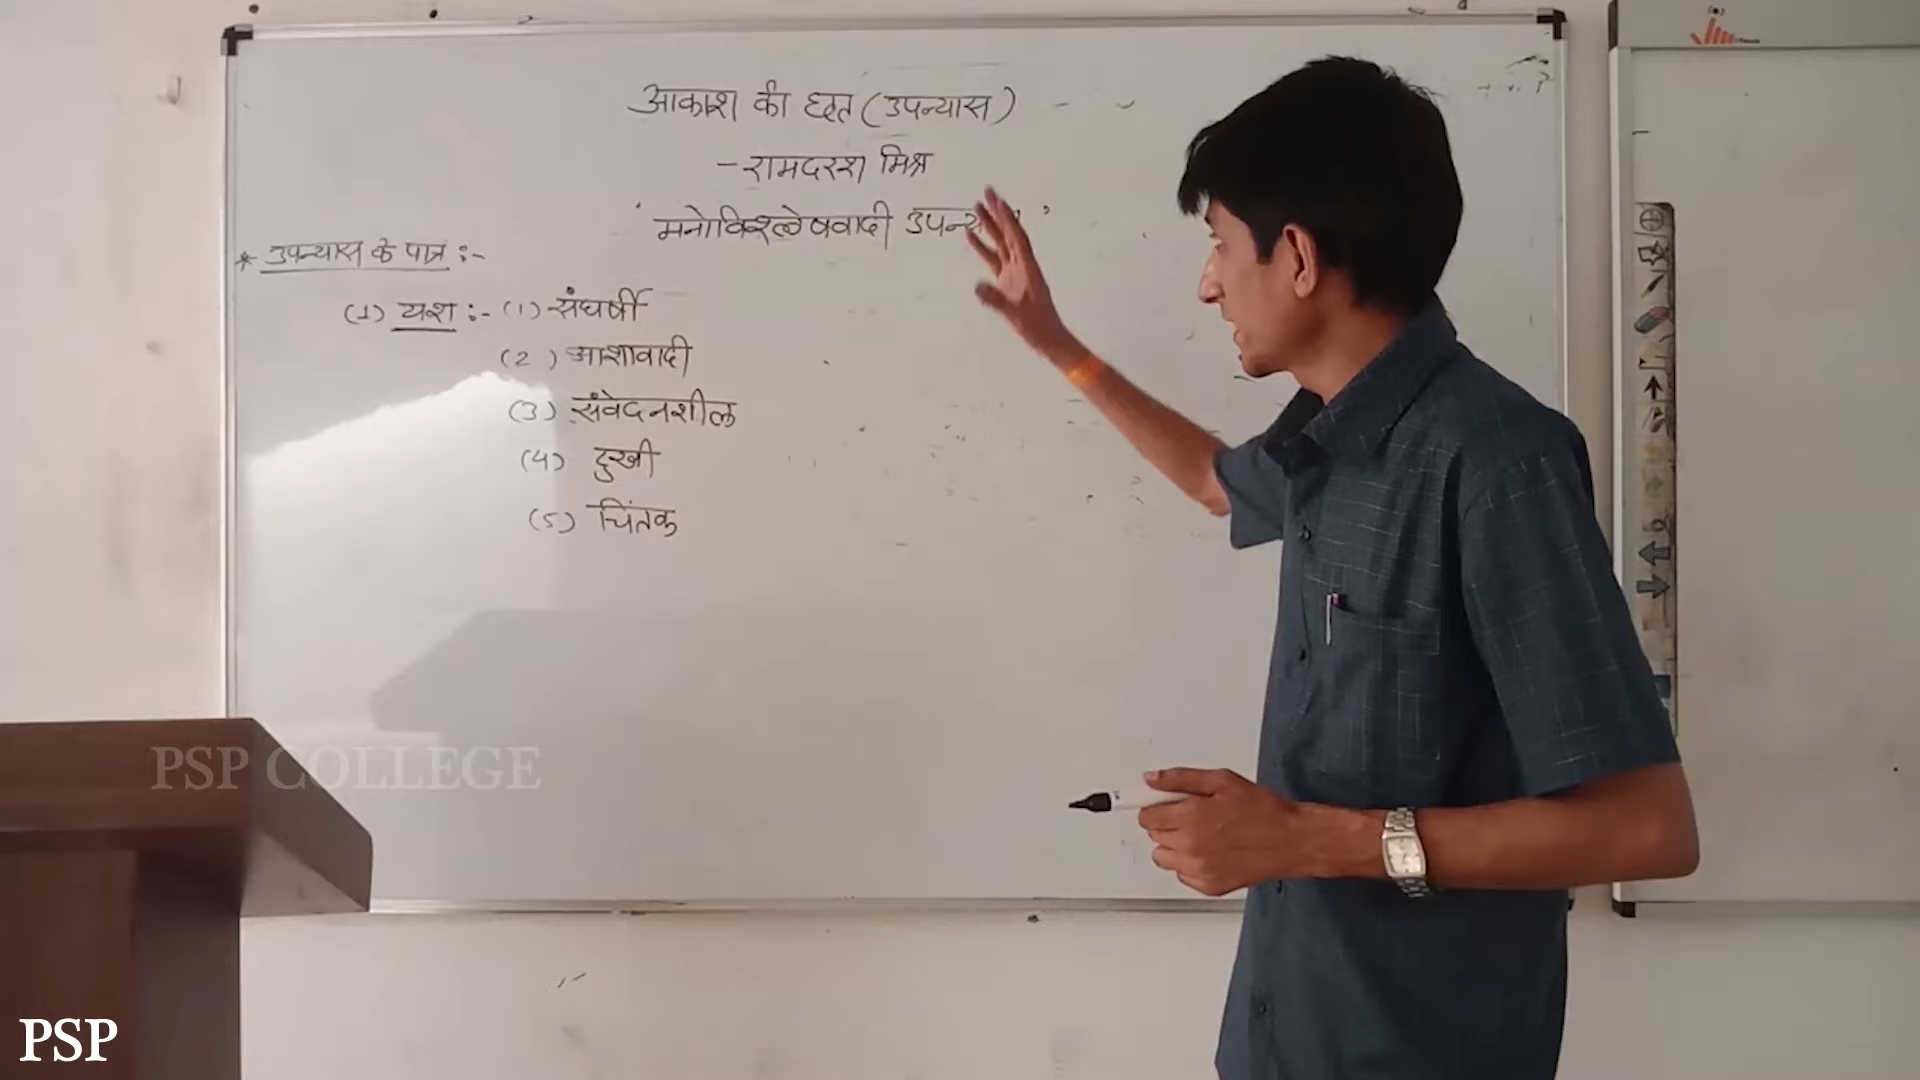 आकाश की छत (उपन्यास)
- रामदरश मिश्र
' मनोविश्लेषवादी
* उपन्यास के पात्र :-
(1) यश :- (1) संघर्षी
(2) आशावादी
(3) संवेदनशील
(4) दुखी
(5) चिंतक
PSP COLLEGE
PSP